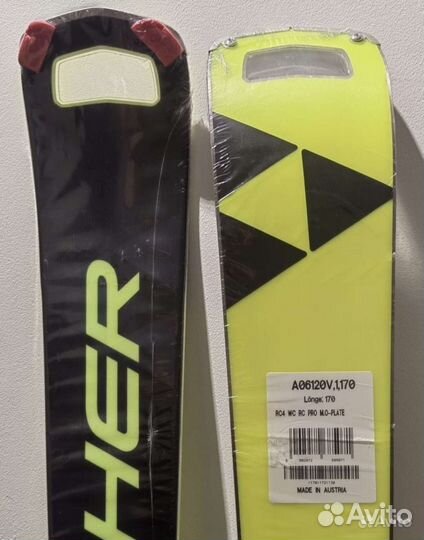 HER
A06120V,1,170
Länge: 170
RC4 WC RC PRO M.O-PLATE
MADE IN AUSTRIA
Avito